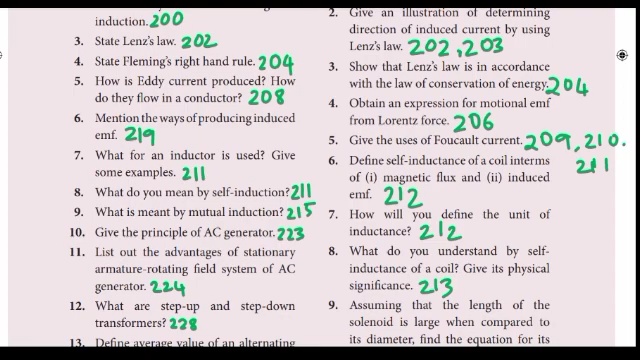 induction. 200
3. State Lenz's law. 202
4. State Fleming's right hand rule. 204
5. How is Eddy current produced? How
do they flow in a conductor? 208
6. Mention the ways of producing induced
emf. 219
7. What for an inductor is used? Give
some examples. 211
8. What do you mean by self-induction? 211
9. What is meant by mutual induction? 215
10. Give the principle of AC generator. 223
11. List out the advantages of stationary
armature-rotating field system of AC
generator. 224
12. What are step-up and step-down
transformers? 228
13. Define average value of an alternating
2. Give an illustration of determining
direction of induced current by using
Lenz's law. 202, 203
3. Show that Lenz's law is in accordance
with the law of conservation of energy. 204
4. Obtain an expression for motional emf
from Lorentz force. 206
5. Give the uses of Foucault current. 209, 210.
211
6. Define self-inductance of a coil interms
of (i) magnetic flux and (ii) induced
emf. 212
7. How will you define the unit of
inductance? 212
8. What do you understand by self-
inductance of a coil? Give its physical
significance. 213
9. Assuming that the length of the
solenoid is large when compared to
its diameter, find the equation for its